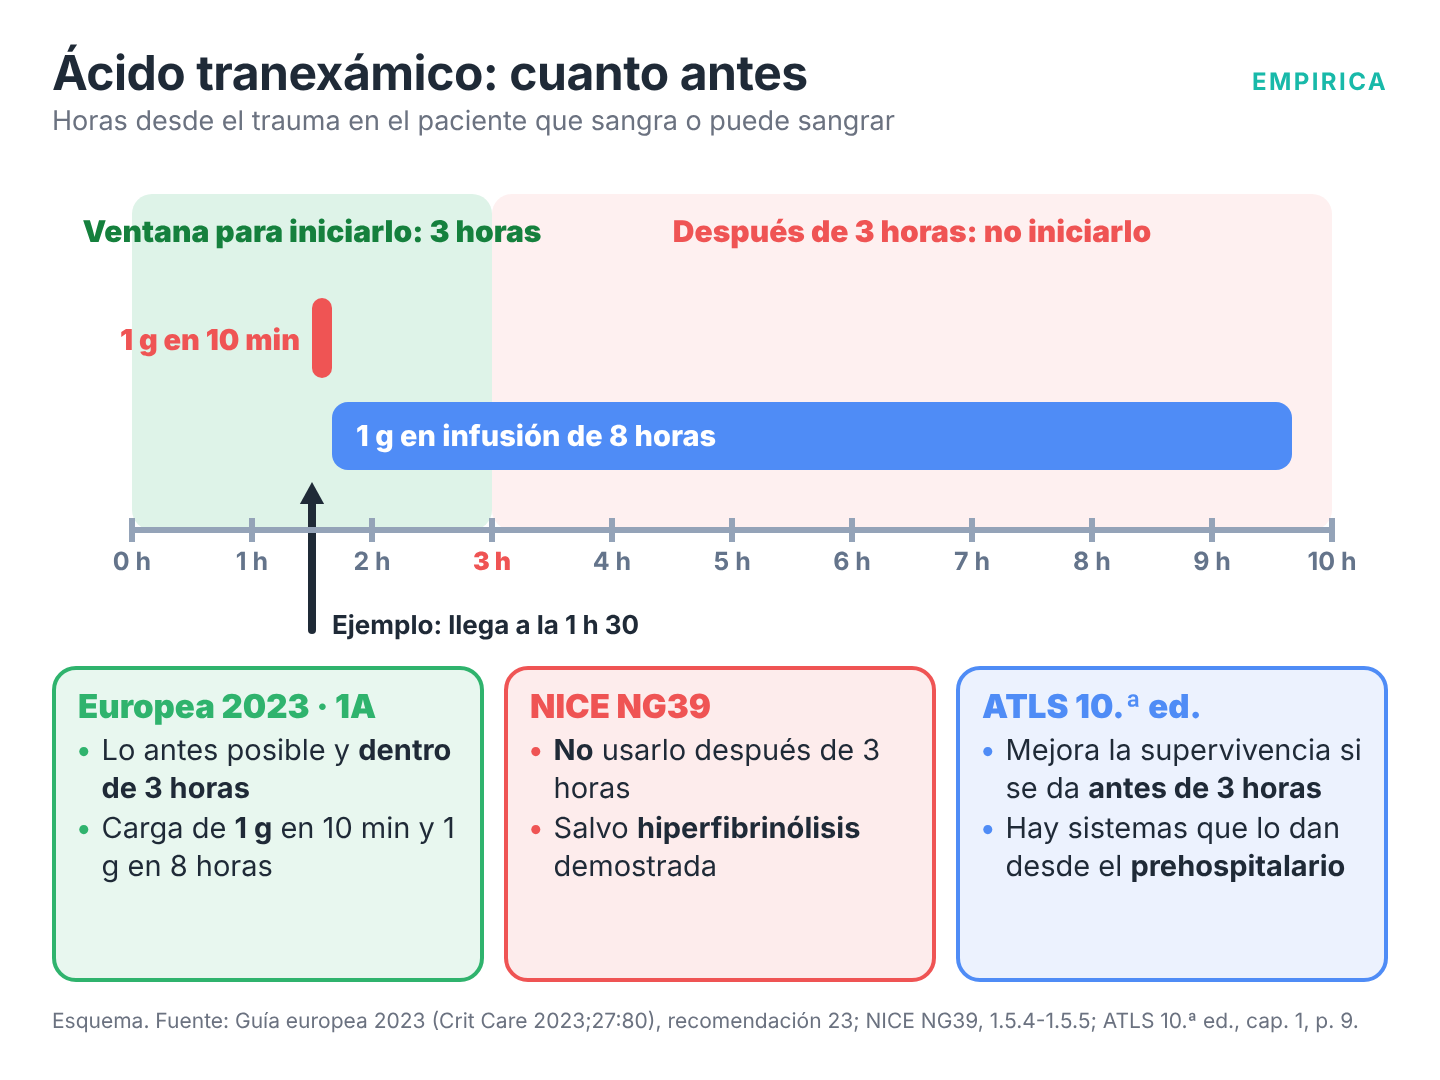 Ácido tranexámico: cuanto antes
EMPIRICA
Horas desde el trauma en el paciente que sangra o puede sangrar
Ventana para iniciarlo: 3 horas
Después de 3 horas: no iniciarlo
1 g en 10 min
1 g en infusión de 8 horas
0 h
1 h
2 h
3 h
4 h
5 h
6 h
7 h
8 h
9 h
10 h
Ejemplo: llega a la 1 h 30
Europea 2023 · 1A
• Lo antes posible y dentro
de 3 horas
• Carga de 1 g en 10 min y 1
g en 8 horas
NICE NG39
• No usarlo después de 3
horas
• Salvo hiperfibrinólisis
demostrada
ATLS 10.ª ed.
• Mejora la supervivencia si
se da antes de 3 horas
• Hay sistemas que lo dan
desde el prehospitalario
Esquema. Fuente: Guía europea 2023 (Crit Care 2023;27:80), recomendación 23; NICE NG39, 1.5.4-1.5.5; ATLS 10.ª ed., cap. 1, p. 9.